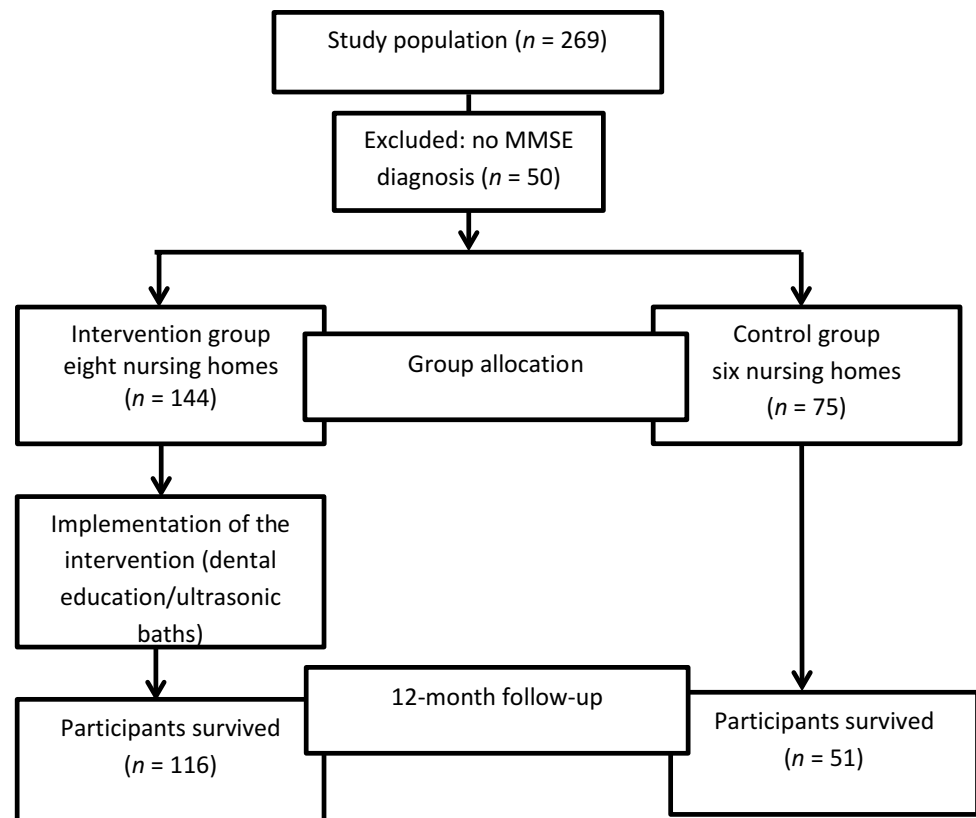 Study population (n = 269)
Excluded: no MMSE
diagnosis (n = 50)
Intervention group
eight nursing homes
(n = 144)
Group allocation
Control group
six nursing homes
(n = 75)
Implementation of the
intervention (dental
education/ultrasonic
baths)
Participants survived
(n = 116)
12-month follow-up
Participants survived
(n = 51)